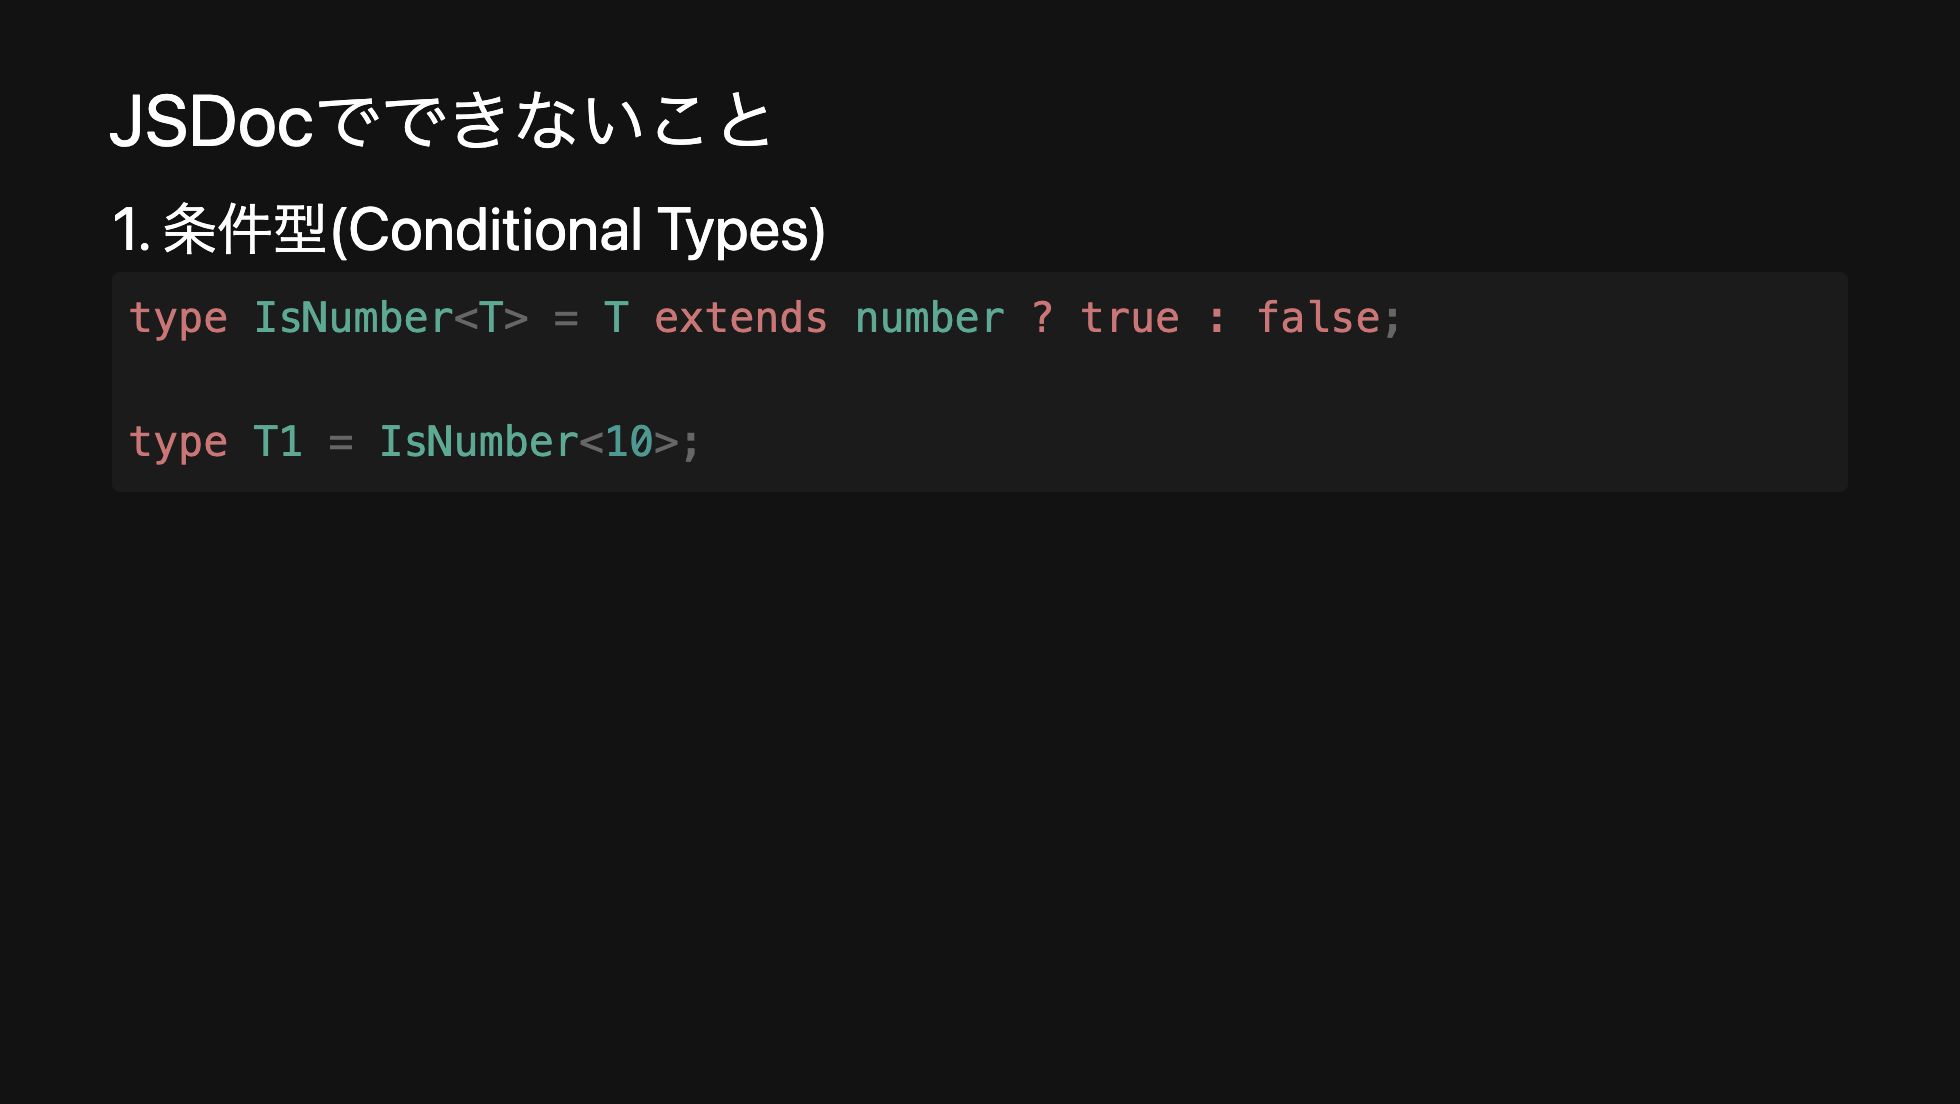 JSDocでできないこと
1. 条件型(Conditional Types)
type IsNumber<T> = T extends number ? true : false;
type T1 = IsNumber<10>;